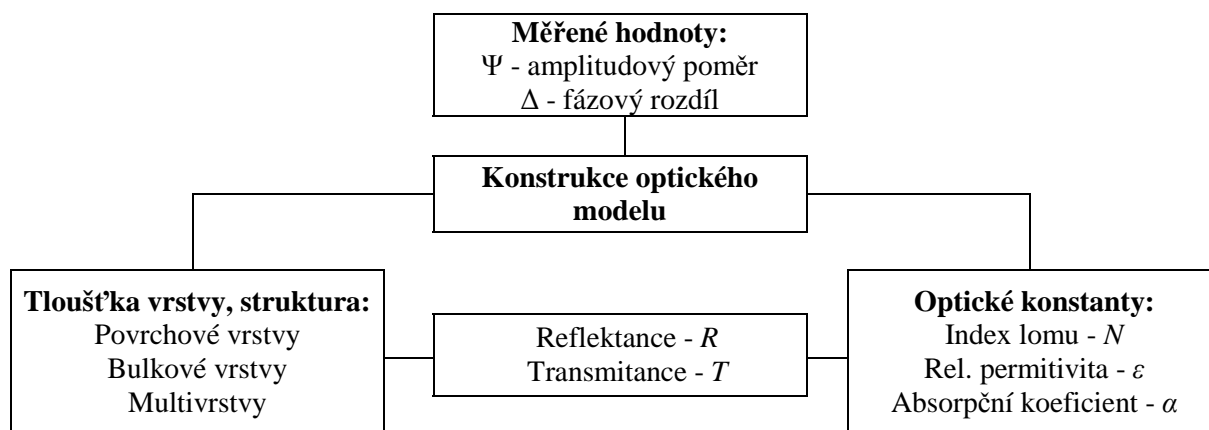 Měřené hodnoty:
Ψ - amplitudový poměr
Δ - fázový rozdíl
Konstrukce optického
modelu
Tloušťka vrstvy, struktura:
Povrchové vrstvy
Bulkové vrstvy
Multivrstvy
Reflektance - R
Transmitance - T
Optické konstanty:
Index lomu - N
Rel. permitivita - ε
Absorpční koeficient - α